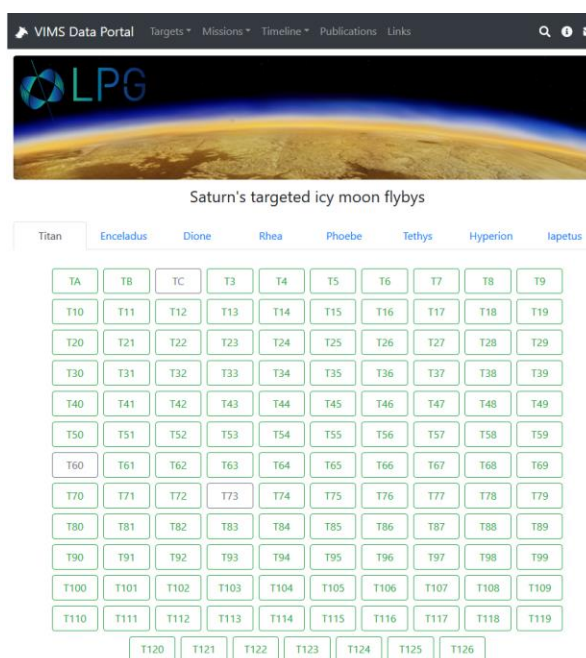 VIMS Data Portal Targets Missions Timeline Publications Links
LPG
Saturn's targeted icy moon flybys
Titan Enceladus Dione Rhea Phoebe Tethys Hyperion Iapetus
TA TB TC T3 T4 T5 T6 T7 T8 T9
T10 T11 T12 T13 T14 T15 T16 T17 T18 T19
T20 T21 T22 T23 T24 T25 T26 T27 T28 T29
T30 T31 T32 T33 T34 T35 T36 T37 T38 T39
T40 T41 T42 T43 T44 T45 T46 T47 T48 T49
T50 T51 T52 T53 T54 T55 T56 T57 T58 T59
T60 T61 T62 T63 T64 T65 T66 T67 T68 T69
T70 T71 T72 T73 T74 T75 T76 T77 T78 T79
T80 T81 T82 T83 T84 T85 T86 T87 T88 T89
T90 T91 T92 T93 T94 T95 T96 T97 T98 T99
T100 T101 T102 T103 T104 T105 T106 T107 T108 T109
T110 T111 T112 T113 T114 T115 T116 T117 T118 T119
T120 T121 T122 T123 T124 T125 T126